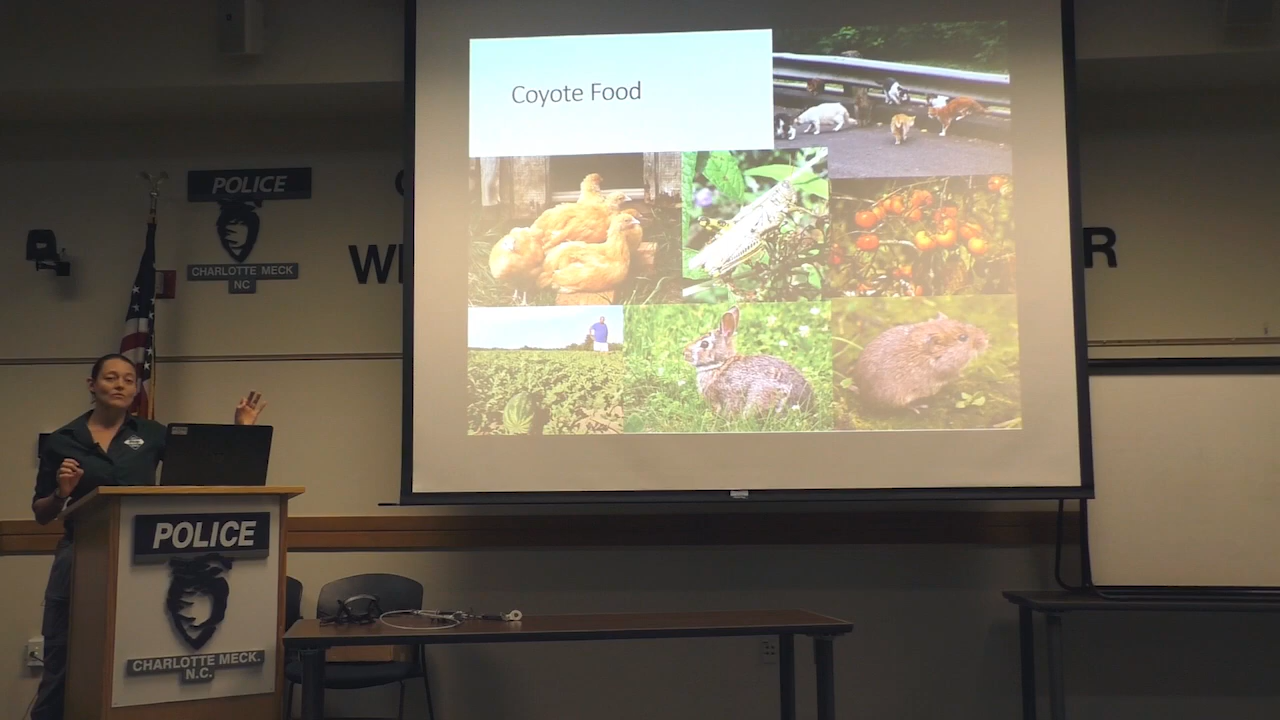 Coyote Food
POLICE
CHARLOTTE MECK
NC
POLICE
CHARLOTTE MECK.
N.C.